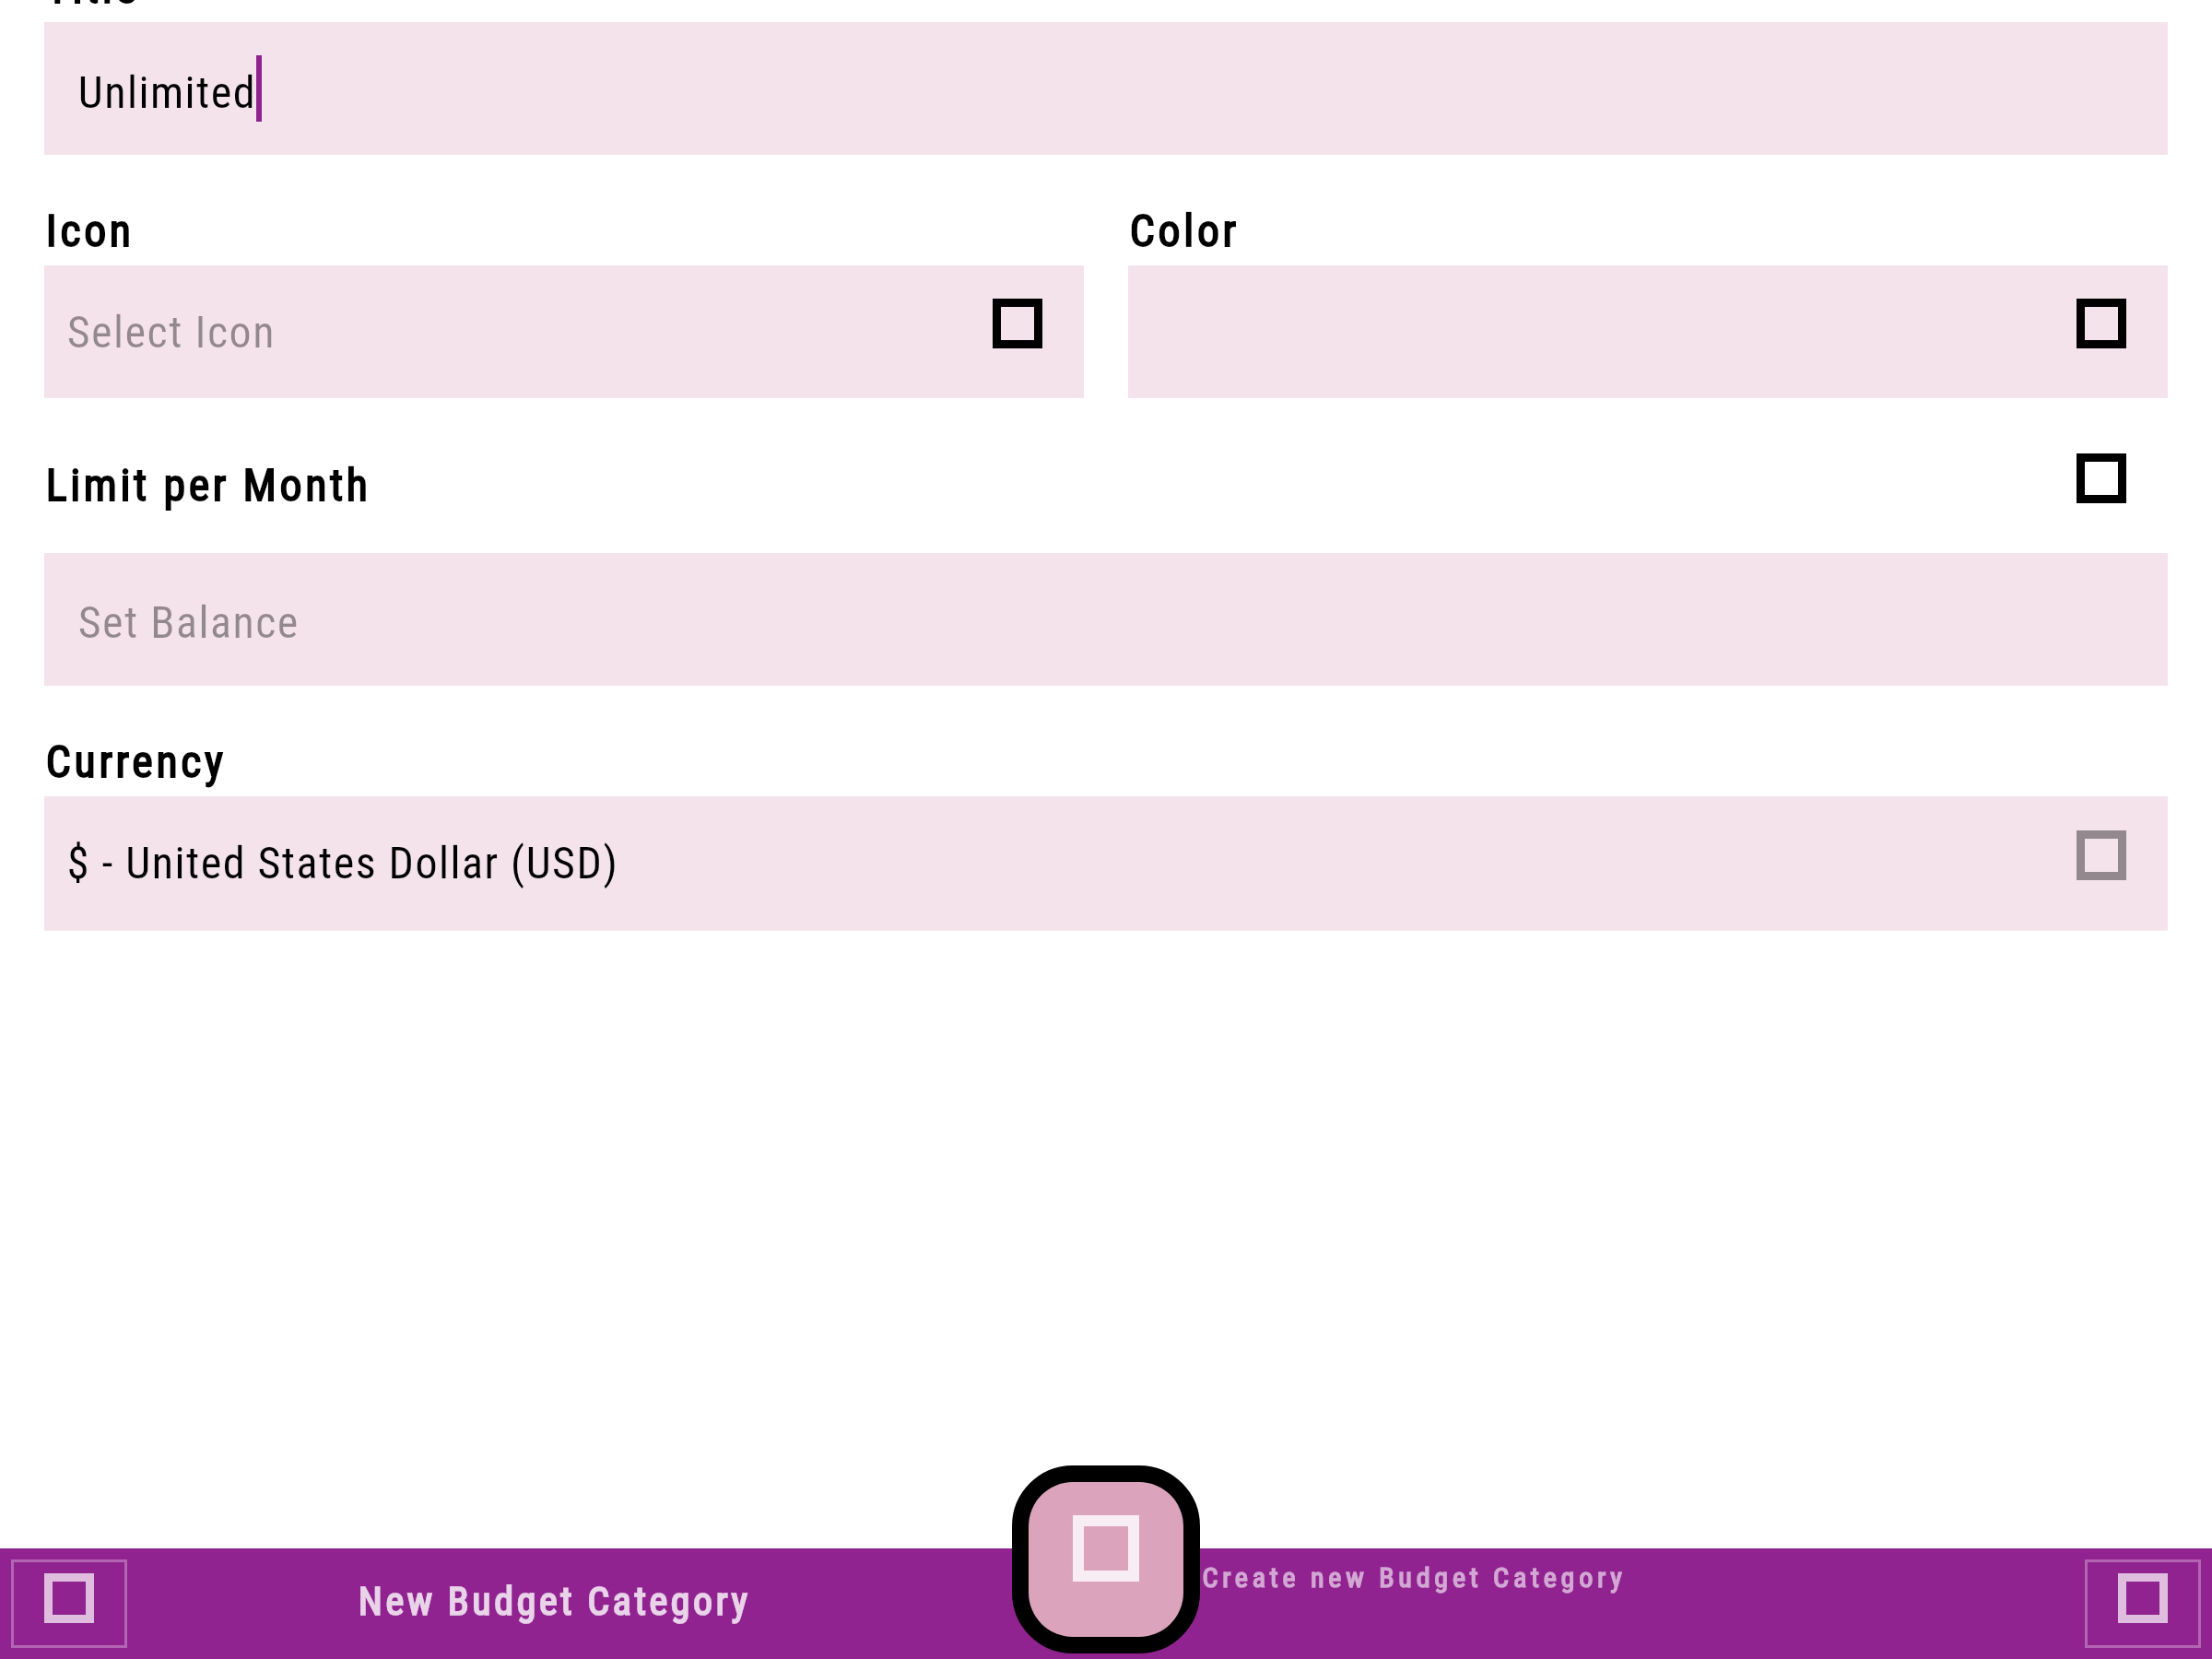 Title
Unlimited
Icon
Color
Select Icon
Limit per Month
Set Balance
Currency
$ - United States Dollar (USD)
New Budget Category
Create new Budget Category